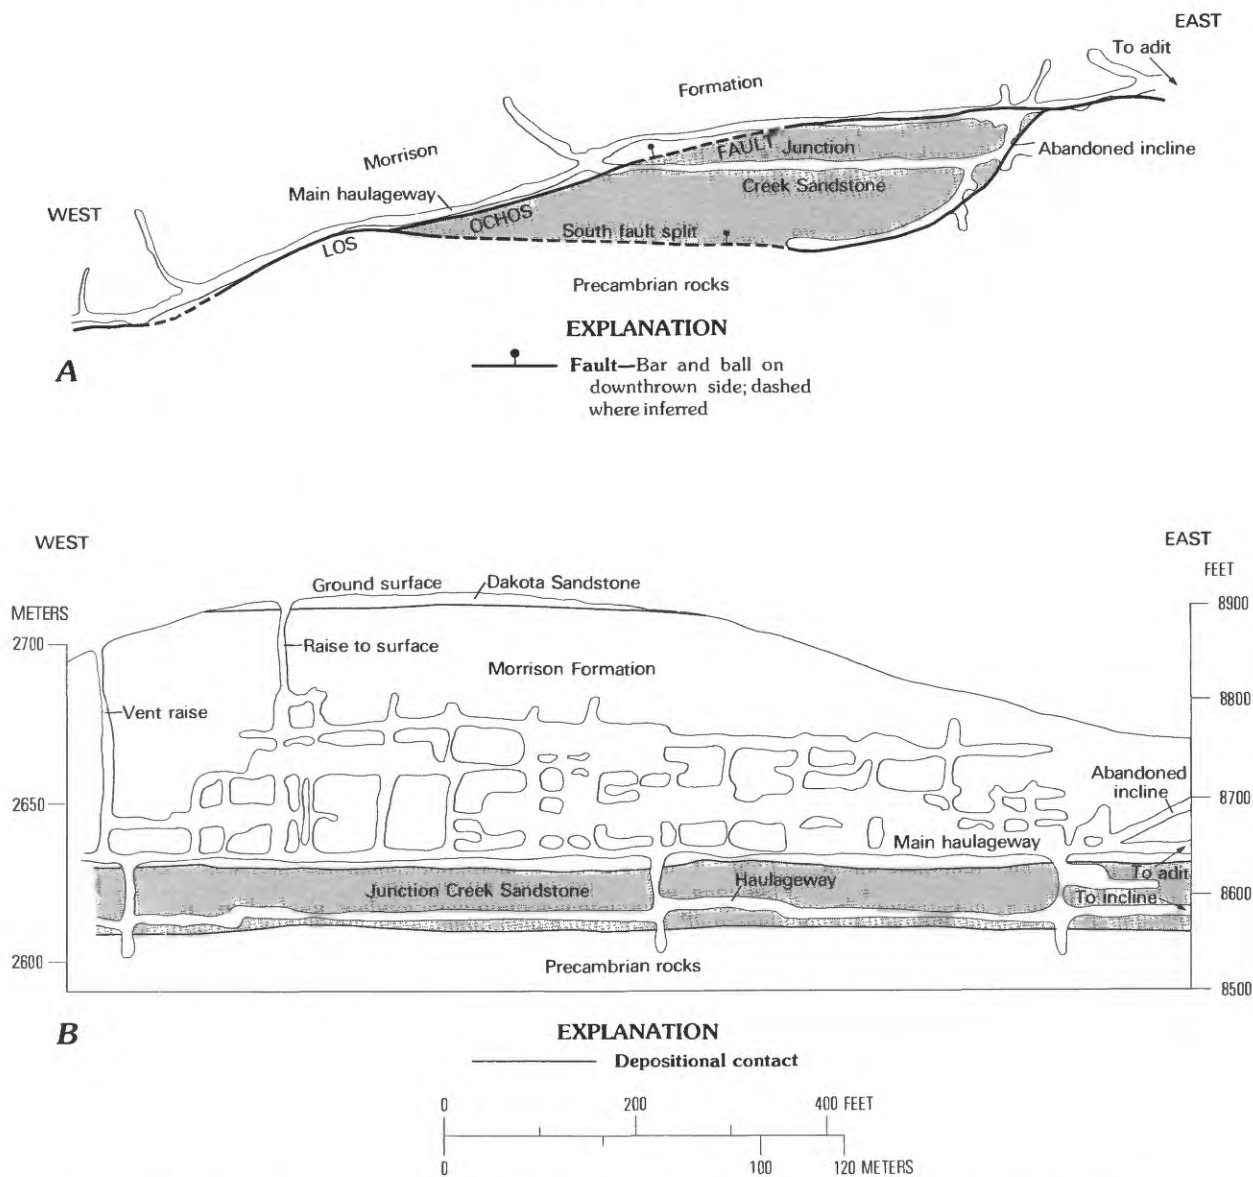 EAST
To adit
Formation
FAULT Junction
Abandoned incline
Morrison
Creek Sandstone
Main haulageway
WEST
OCHOS
South fault split
LOS
Precambrian rocks
EXPLANATION
Fault—Bar and ball on
downthrown side; dashed
where inferred
A
WEST
EAST
FEET
Ground surface
Dakota Sandstone
METERS
8900
2700
Raise to surface
Morrison Formation
8800
Vent raise
Abandoned
incline
2650
8700
Main haulageway
To adit
Junction Creek Sandstone
Haulageway
8600
To incline
2600
Precambrian rocks
8500
B
EXPLANATION
Depositional contact
0 200 400 FEET
0 100 120 METERS